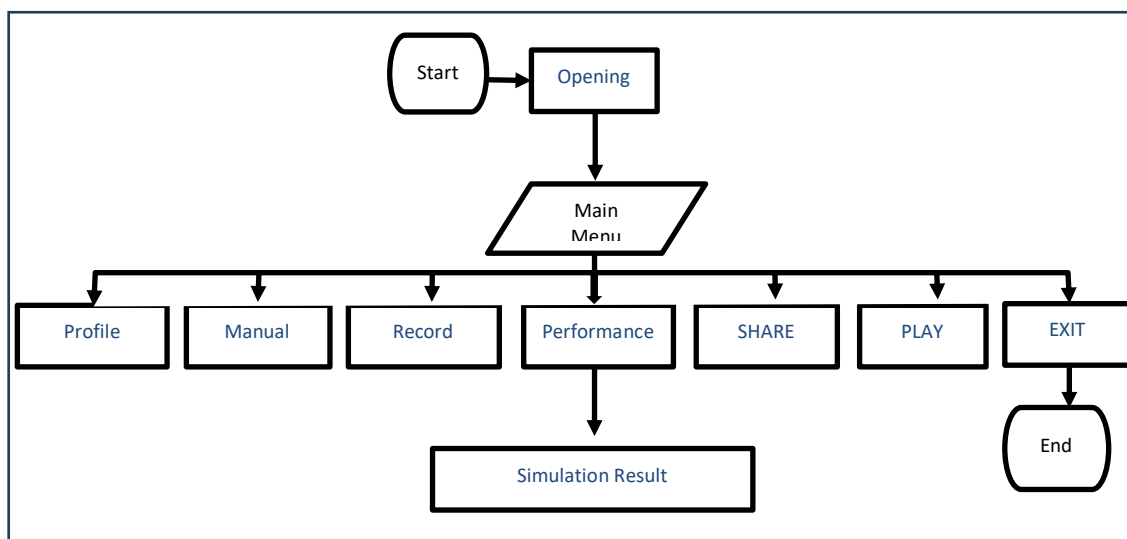 Start
Opening
Main
Menu
Profile
Manual
Record
Performance
SHARE
PLAY
EXIT
Simulation Result
End